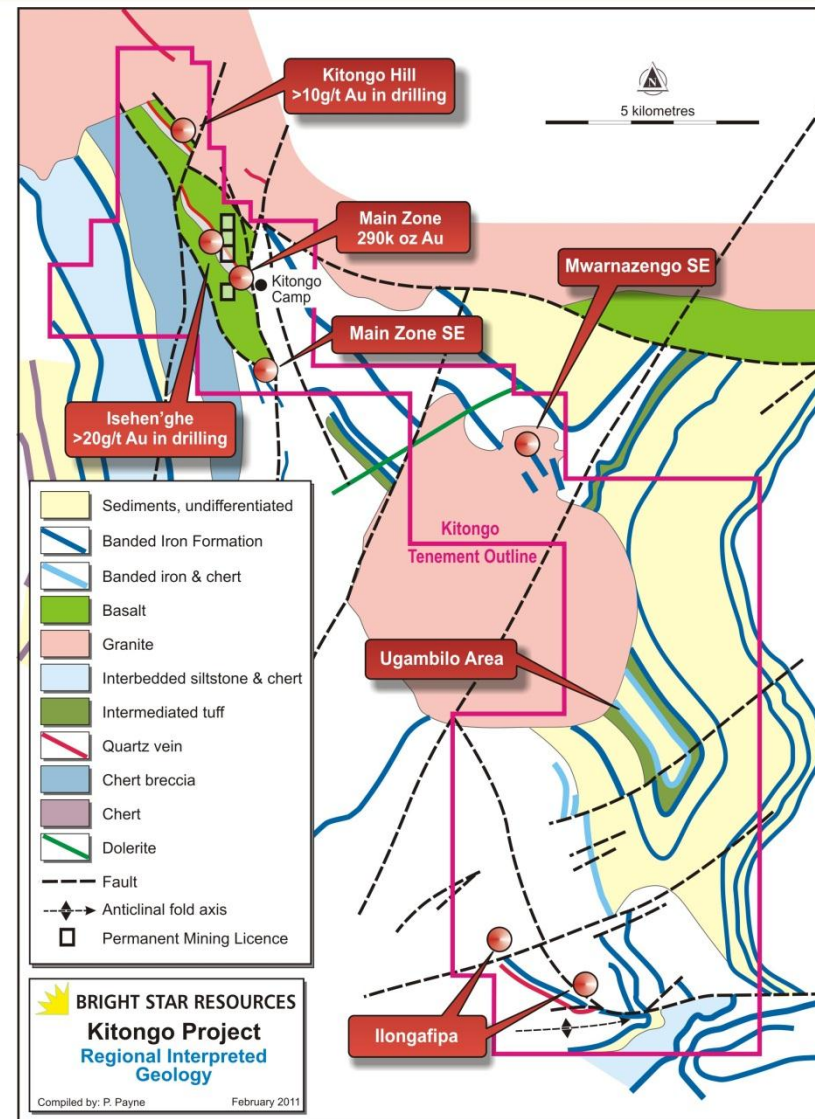 Kitongo Hill
>10g/t Au in drilling
N
5 kilometres
Main Zone
290k oz Au
Mwarnazengo SE
Kitongo
Camp
Main Zone SE
Isehen'ghe
>20g/t Au in drilling
Kitongo
Tenement Outline
Ugambilo Area
Ilongafipa
Sediments, undifferentiated
Banded Iron Formation
Banded iron & chert
Basalt
Granite
Interbedded siltstone & chert
Intermediated tuff
Quartz vein
Chert breccia
Chert
Dolerite
Fault
Anticlinal fold axis
Permanent Mining Licence
BRIGHT STAR RESOURCES
Kitongo Project
Regional Interpreted
Geology
Compiled by: P. Payne February 2011